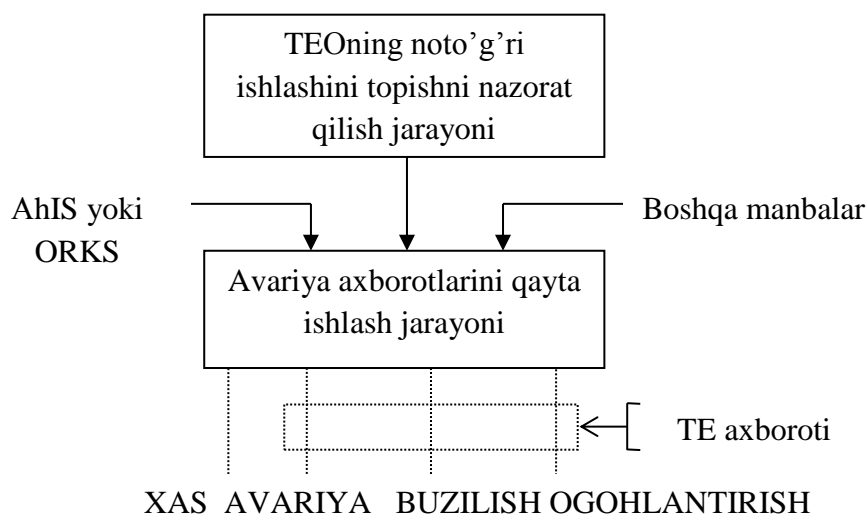 TEOning noto’g’ri
ishlashini topishni nazorat
qilish jarayoni
AhIS yoki
ORKS
Boshqa manbalar
Avariya axborotlarini qayta
ishlash jarayoni
TE axboroti
XAS AVARIYA BUZILISH OGOHLANTIRISH